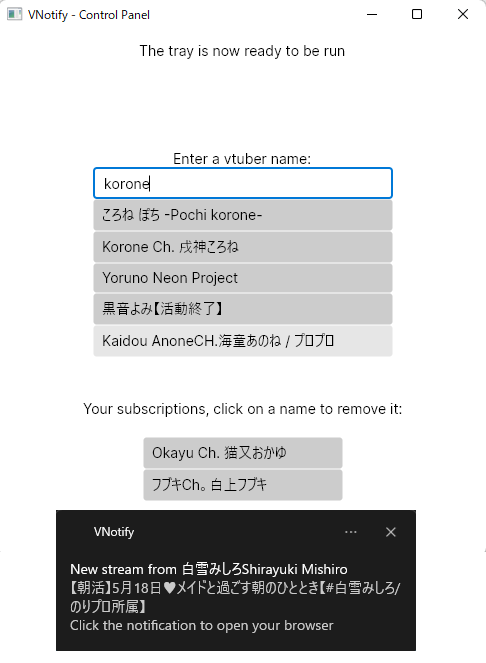 VNotify - Control Panel
The tray is now ready to be run
Enter a vtuber name:
korone
ころね ぽち -Pochi korone-
Korone Ch. 戌神ころね
Yoruno Neon Project
黒音よみ【活動終了】
Kaidou AnoneCH.海童あのね / ブロブロ
Your subscriptions, click on a name to remove it:
Okayu Ch. 猫又おかゆ
フブキCh。白上フブキ
VNotify
New stream from 白雪みしろShirayuki Mishiro
【朝活】5月18日♥メイドと過ごす朝のひととき【#白雪みしろ/
のりプロ所属】
Click the notification to open your browser